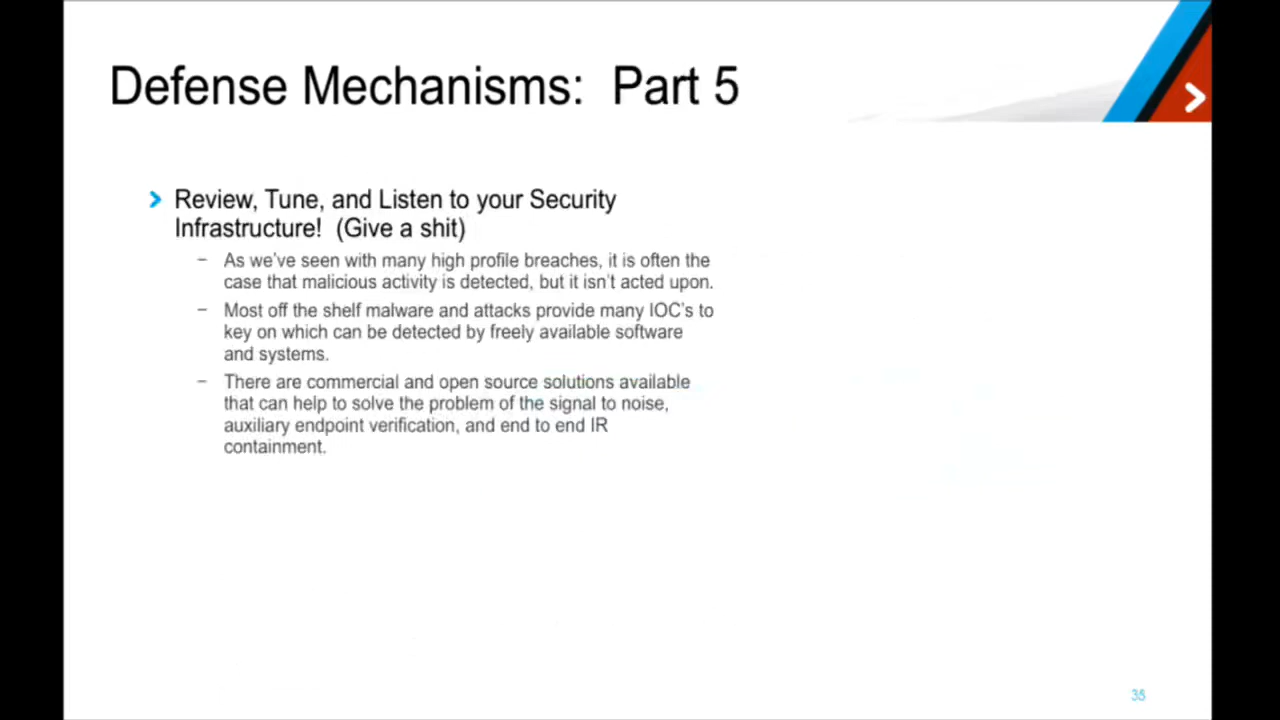 Defense Mechanisms: Part 5
Review, Tune, and Listen to your Security
Infrastructure! (Give a shit)
– As we've seen with many high profile breaches, it is often the
case that malicious activity is detected, but it isn't acted upon.
– Most off the shelf malware and attacks provide many IOC's to
key on which can be detected by freely available software
and systems.
– There are commercial and open source solutions available
that can help to solve the problem of the signal to noise,
auxiliary endpoint verification, and end to end IR
containment.